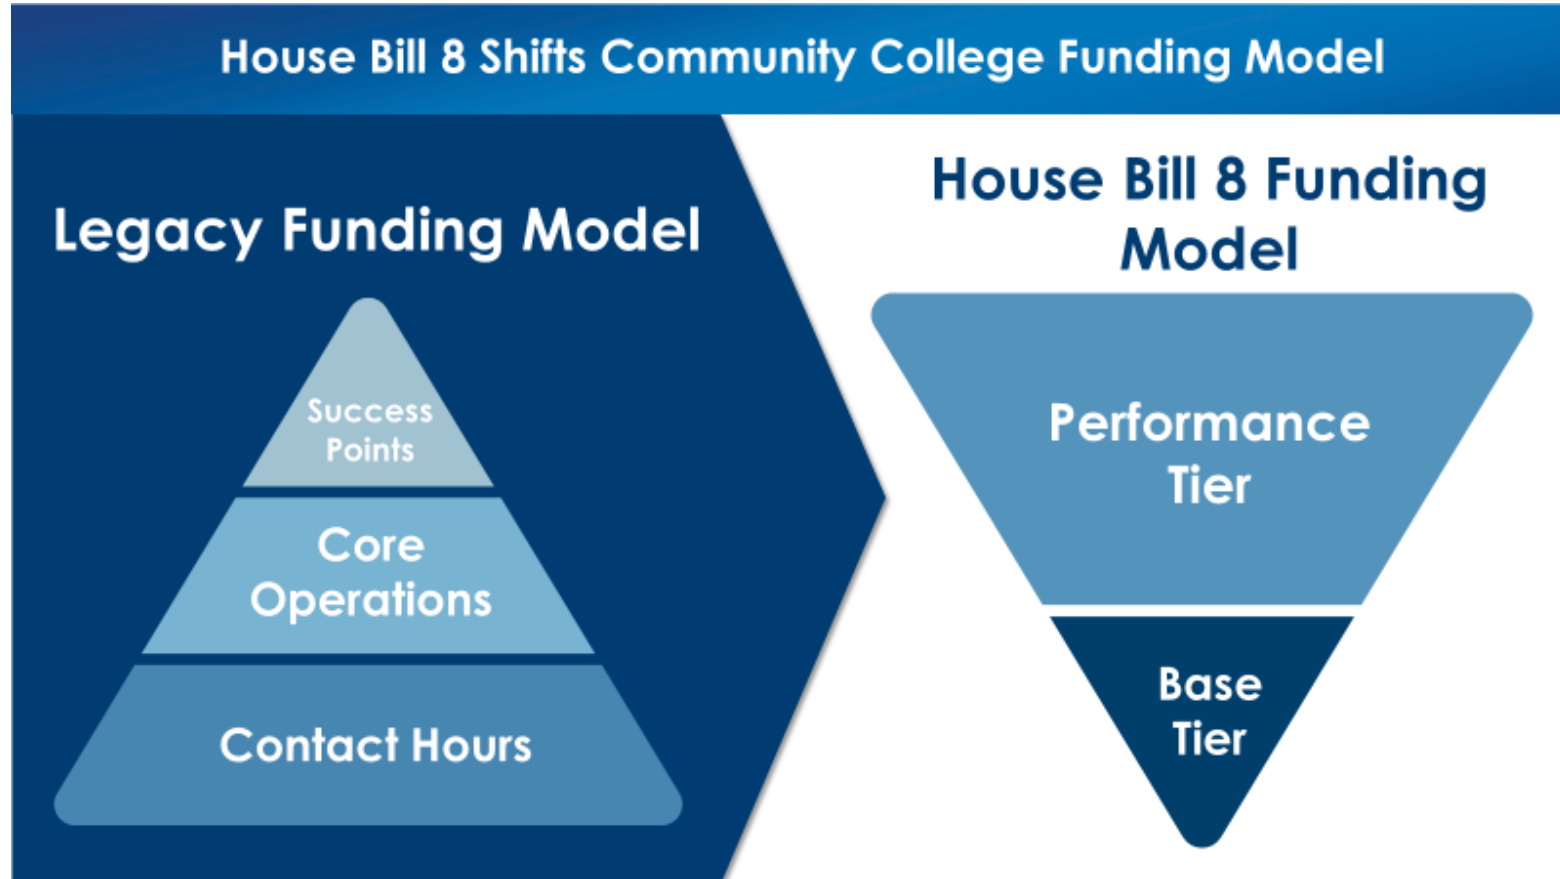 House Bill 8 Shifts Community College Funding Model
Legacy Funding Model
Success
Points
Core
Operations
Contact Hours
House Bill 8 Funding
Model
Performance
Tier
Base
Tier